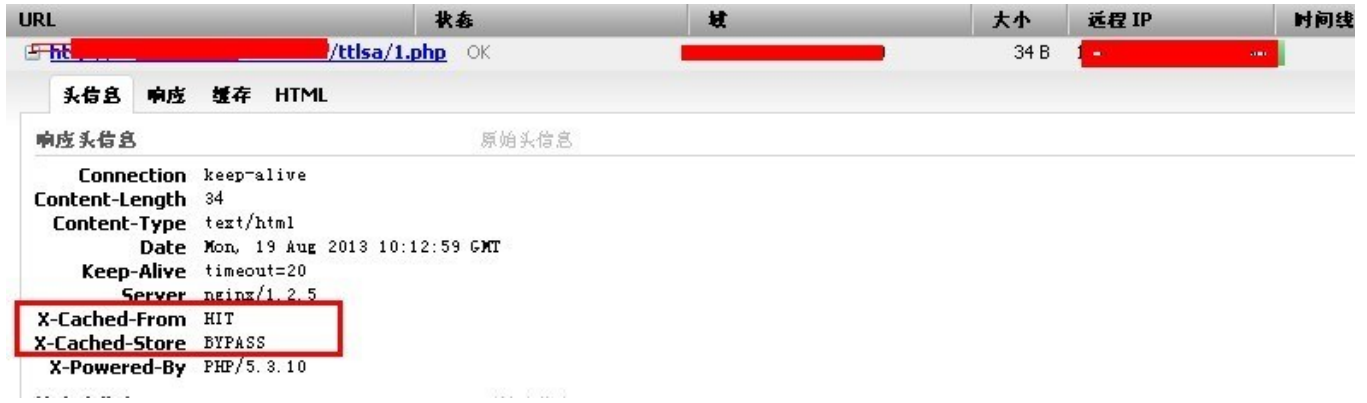 URL 状态 域 大小 远程 IP 时间线
/ttlsa/1.php OK 34 B
头信息 响应 缓存 HTML
响应头信息 原始头信息
Connection keep-alive
Content-Length 34
Content-Type text/html
Date Mon, 19 Aug 2013 10:12:59 GMT
Keep-Alive timeout=20
Server nginx/1.2.5
X-Cached-From HIT
X-Cached-Store BYPASS
X-Powered-By PHP/5.3.10